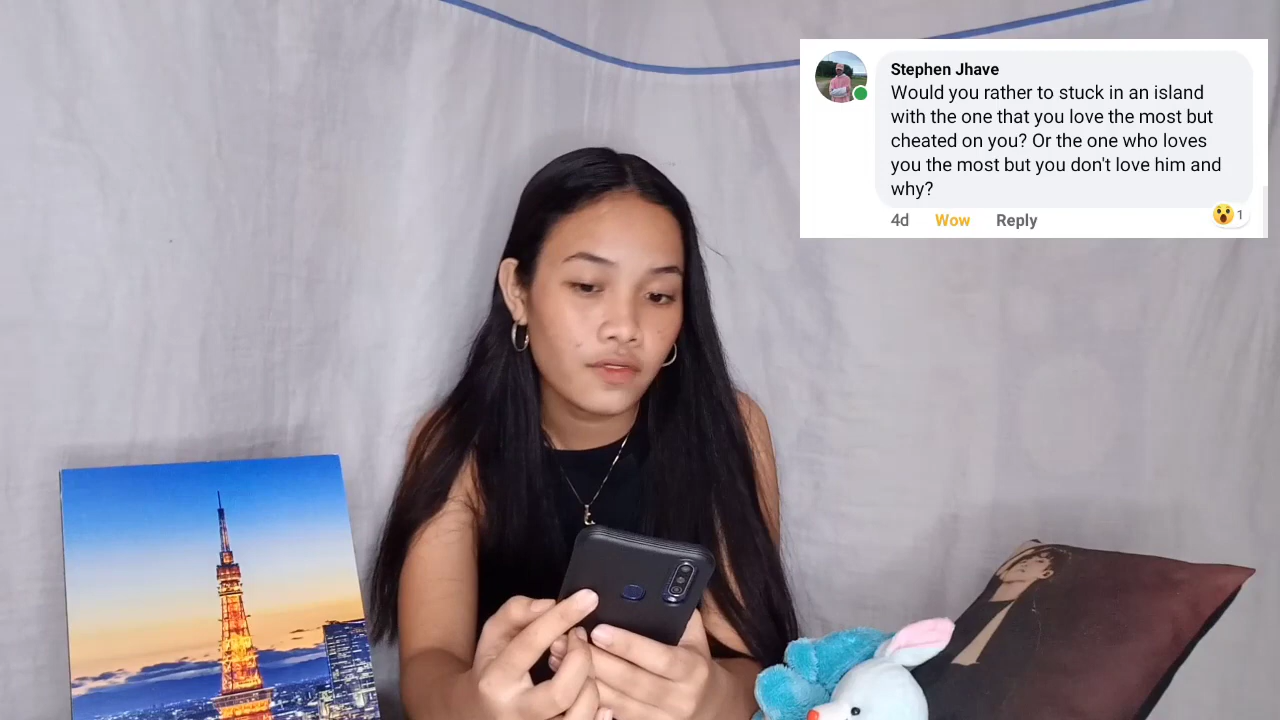 Stephen Jhave
Would you rather to stuck in an island
with the one that you love the most but
cheated on you? Or the one who loves
you the most but you don't love him and
why?
4d Wow Reply 1